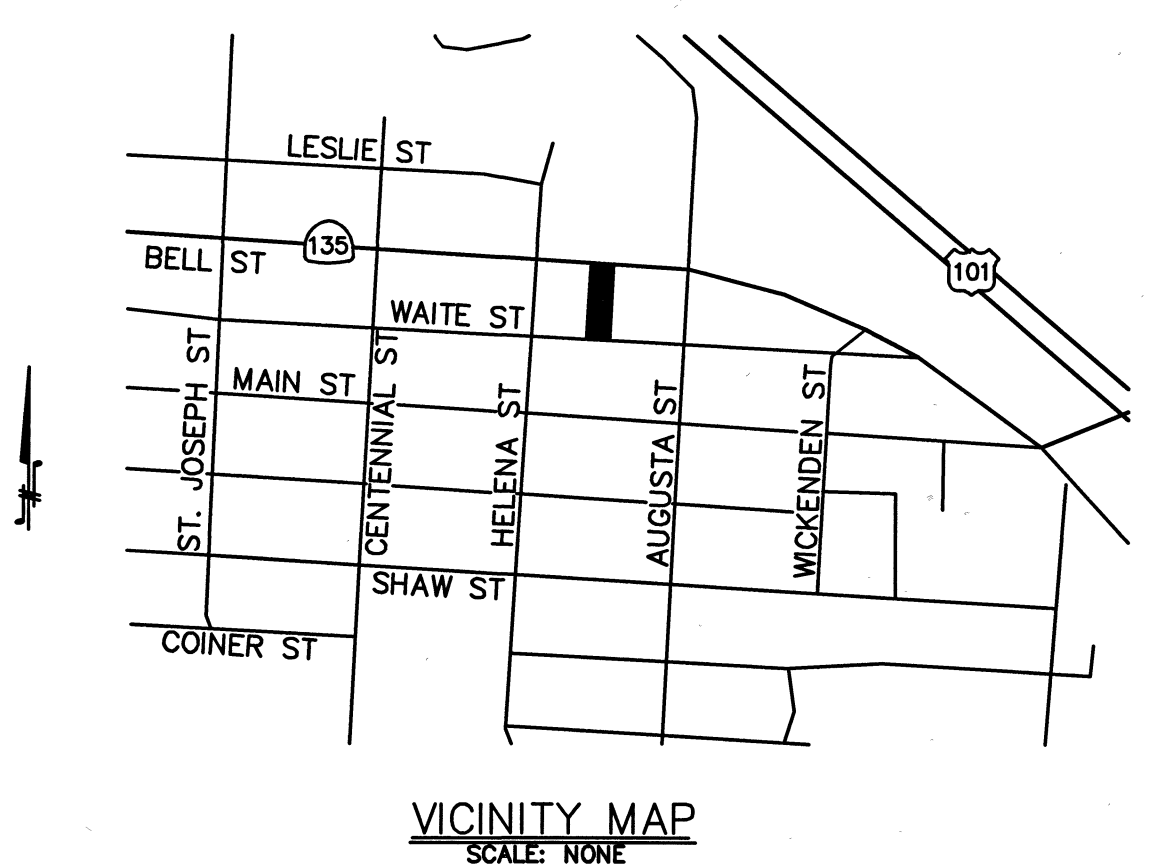 LESLIE ST
135
BELL ST
101
WAITE ST
MAIN ST
ST. JOSEPH ST
CENTENNIAL ST
HELENA ST
AUGUSTA ST
WICKENDEN ST
SHAW ST
COINER ST
VICINITY MAP
SCALE: NONE